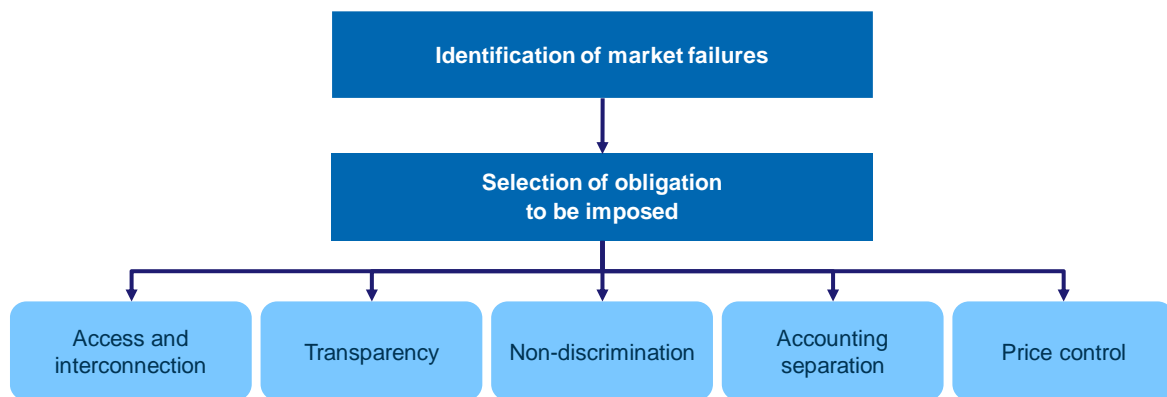 Identification of market failures
Selection of obligation
to be imposed
Access and
interconnection
Transparency
Non-discrimination
Accounting
separation
Price control